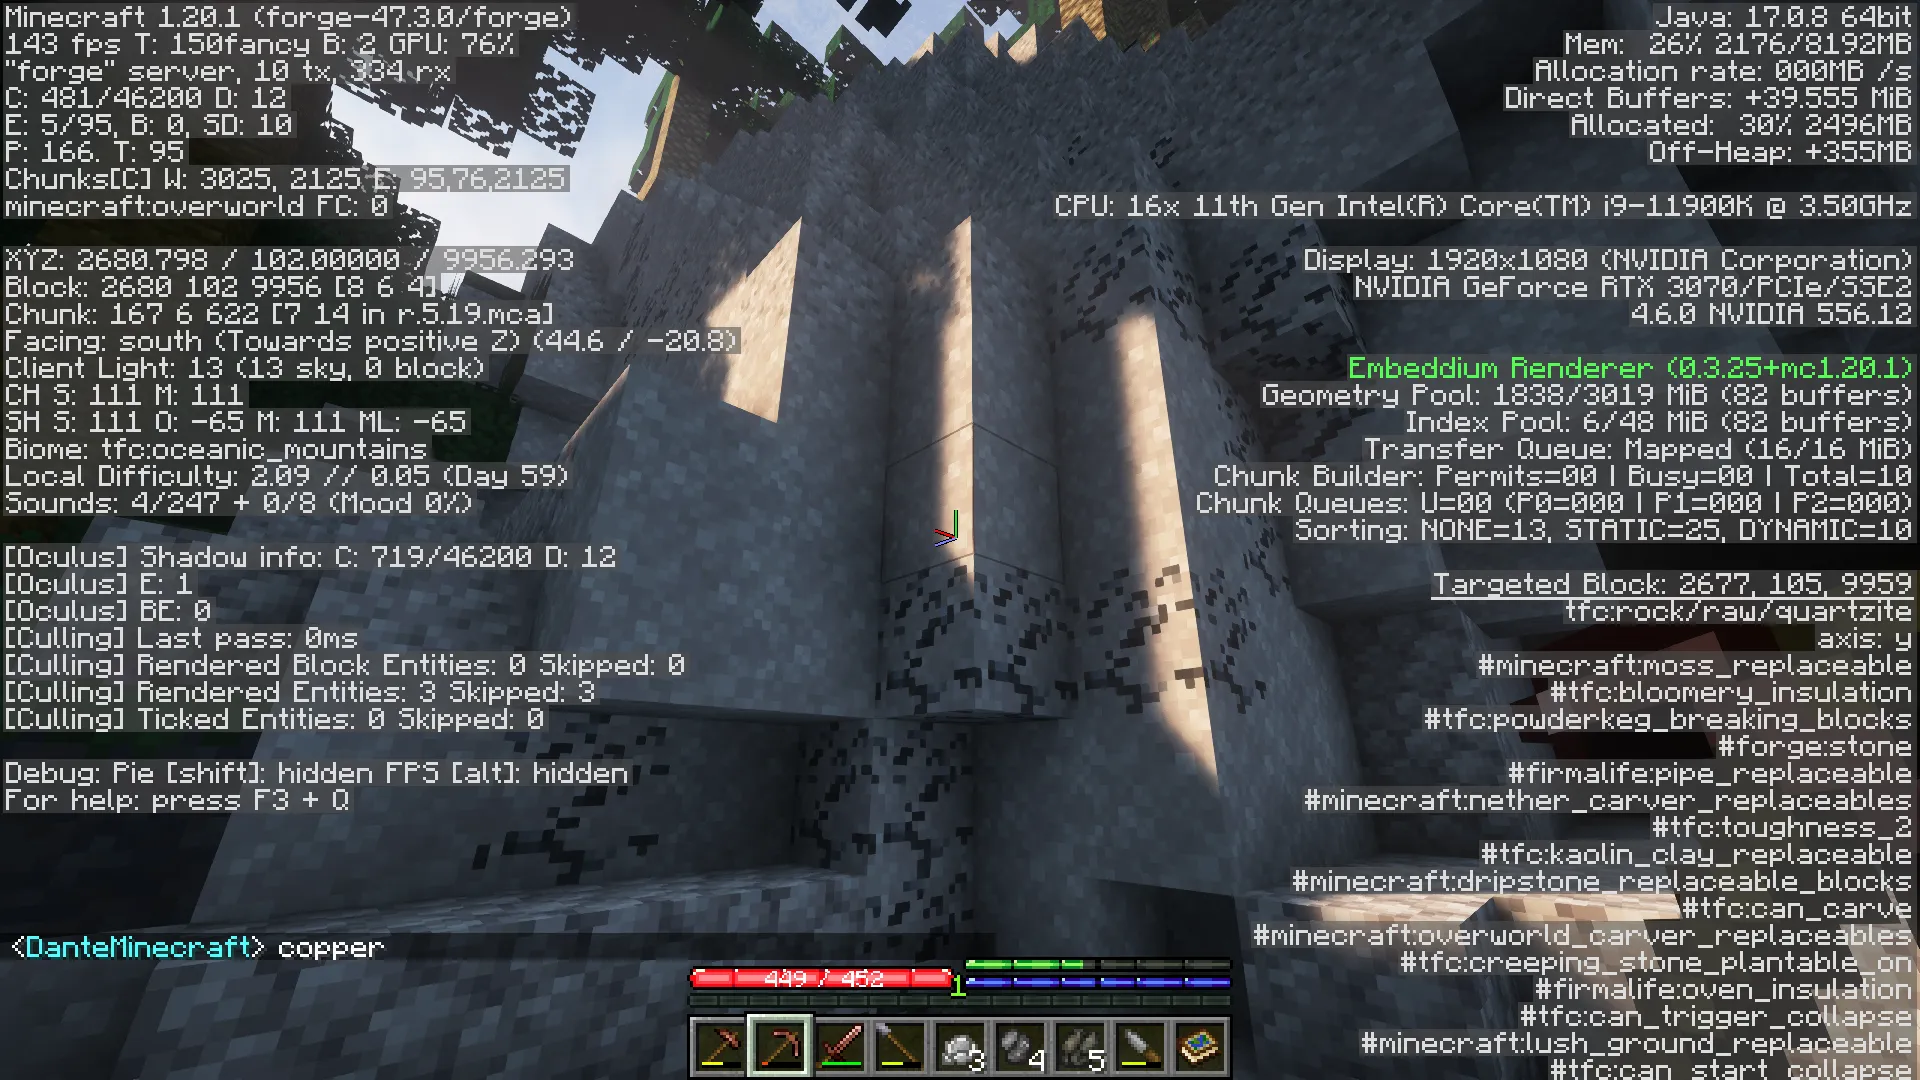 Minecraft 1.20.1 (forge-47.3.0/forge)
143 fps T: 150fancy B: 2 GPU: 76%
"forge" server, 10 tx, 334 rx
C: 481/46200 D: 12
E: 5/95, B: 0, SD: 10
P: 166. T: 95
Chunks[C] W: 3025, 2125 E: 95,76,2125
minecraft:overworld FC: 0
XYZ: 2680.798 / 102.00000 / 9956.293
Block: 2680 102 9956 [8 6 4]
Chunk: 167 6 622 [7 14 in r.5.19.mca]
Facing: south (Towards positive Z) (44.6 / -20.8)
Client Light: 13 (13 sky, 0 block)
CH S: 111 M: 111
SH S: 111 O: -65 M: 111 ML: -65
Biome: tfc:oceanic_mountains
Local Difficulty: 2.09 // 0.05 (Day 59)
Sounds: 4/247 + 0/8 (Mood 0%)
[Oculus] Shadow info: C: 719/46200 D: 12
[Oculus] E: 1
[Oculus] BE: 0
[Culling] Last pass: 0ms
[Culling] Rendered Block Entities: 0 Skipped: 0
[Culling] Rendered Entities: 3 Skipped: 3
[Culling] Ticked Entities: 0 Skipped: 0
Debug: Pie [shift]: hidden FPS [alt]: hidden
For help: press F3 + Q
Java: 17.0.8 64bit
Mem: 26% 2176/8192MB
Allocation rate: 000MB /s
Direct Buffers: +39.555 MiB
Allocated: 30% 2496MB
Off-Heap: +355MB
CPU: 16x 11th Gen Intel(R) Core(TM) i9-11900K @ 3.50GHz
Display: 1920x1080 (NVIDIA Corporation)
NVIDIA GeForce RTX 3070/PCIe/SSE2
4.6.0 NVIDIA 556.12
Embeddium Renderer (0.3.25+mc1.20.1)
Geometry Pool: 1838/3019 MiB (82 buffers)
Index Pool: 6/48 MiB (82 buffers)
Transfer Queue: Mapped (16/16 MiB)
Chunk Builder: Permits=00 | Busy=00 | Total=10
Chunk Queues: U=00 (P0=000 | P1=000 | P2=000)
Sorting: NONE=13, STATIC=25, DYNAMIC=10
Targeted Block: 2677, 105, 9959
tfc:rock/raw/quartzite
axis: y
#minecraft:moss_replaceable
#tfc:bloomery_insulation
#tfc:powderkeg_breaking_blocks
#forge:stone
#firmalife:pipe_replaceable
#minecraft:nether_carver_replaceables
#tfc:toughness_2
#tfc:kaolin_clay_replaceable
#minecraft:dripstone_replaceable_blocks
#tfc:can_carve
#minecraft:overworld_carver_replaceables
#tfc:creeping_stone_plantable_on
#firmalife:oven_insulation
#tfc:can_trigger_collapse
#minecraft:lush_ground_replaceable
#tfc:can_start_collapse
<DanteMinecraft> copper
449 / 452
1
3
4
5